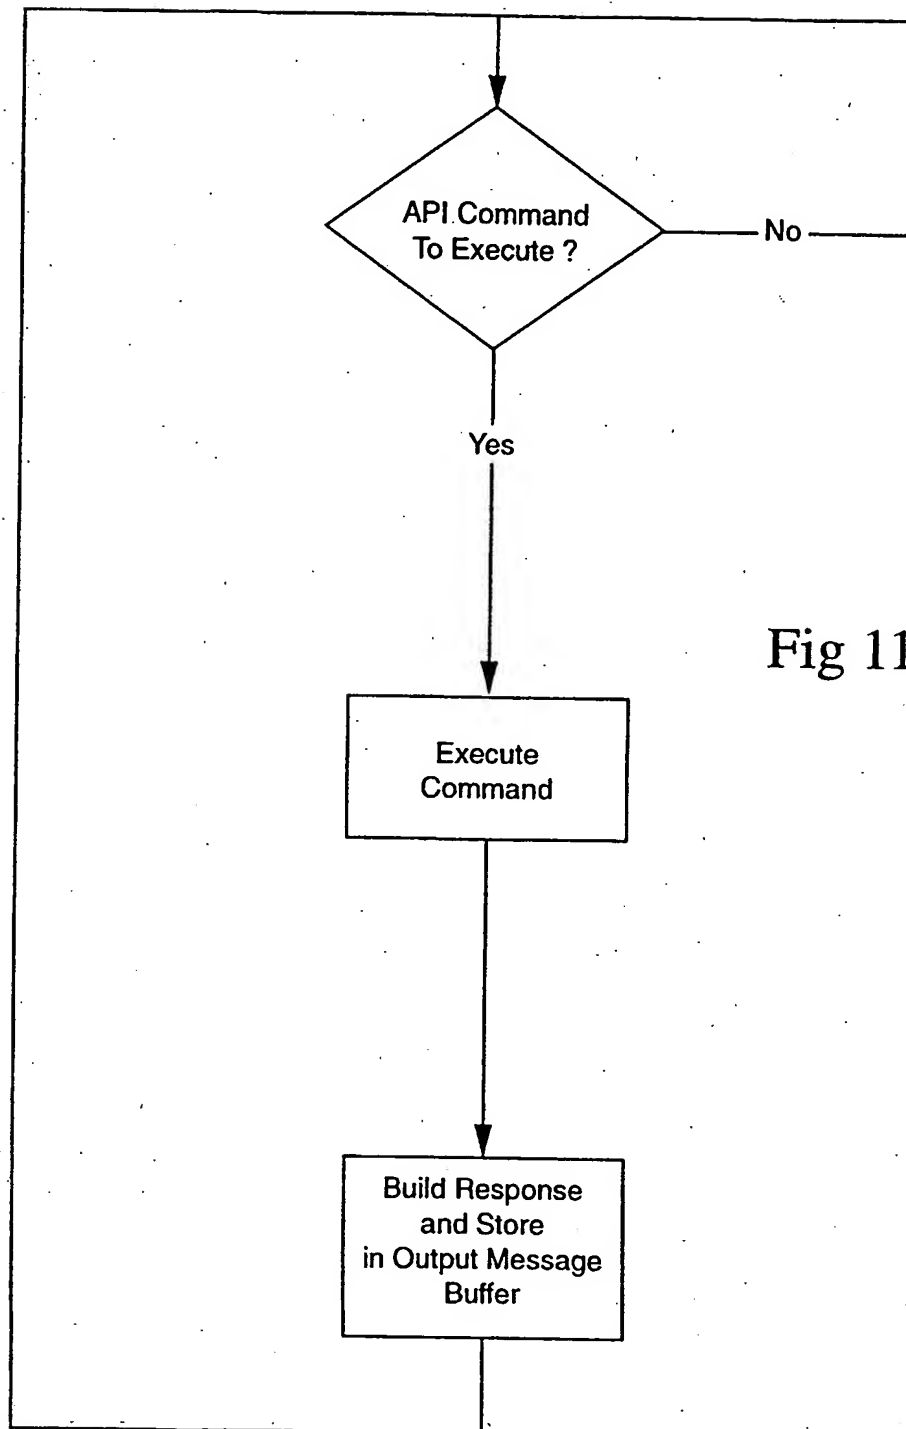 API Command
To Execute ?
No
Yes
Fig 11
Execute
Command
Build Response
and Store
in Output Message
Buffer